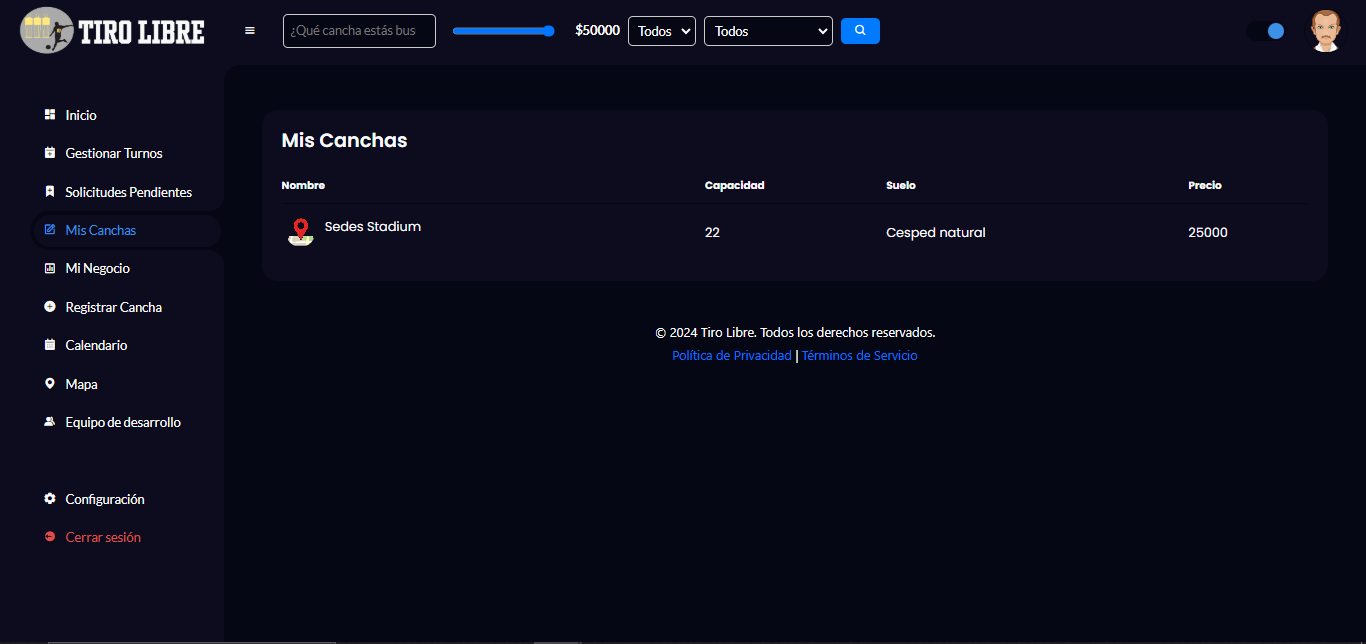 TIRO LIBRE
¿Qué cancha estás bus
$50000
Todos
Todos
Inicio
Gestionar Turnos
Solicitudes Pendientes
Mis Canchas
Mi Negocio
Registrar Cancha
Calendario
Mapa
Equipo de desarrollo
Configuración
Cerrar sesión
Mis Canchas
Nombre Capacidad Suelo Precio
Sedes Stadium 22 Cesped natural 25000
© 2024 Tiro Libre. Todos los derechos reservados.
Política de Privacidad | Términos de Servicio